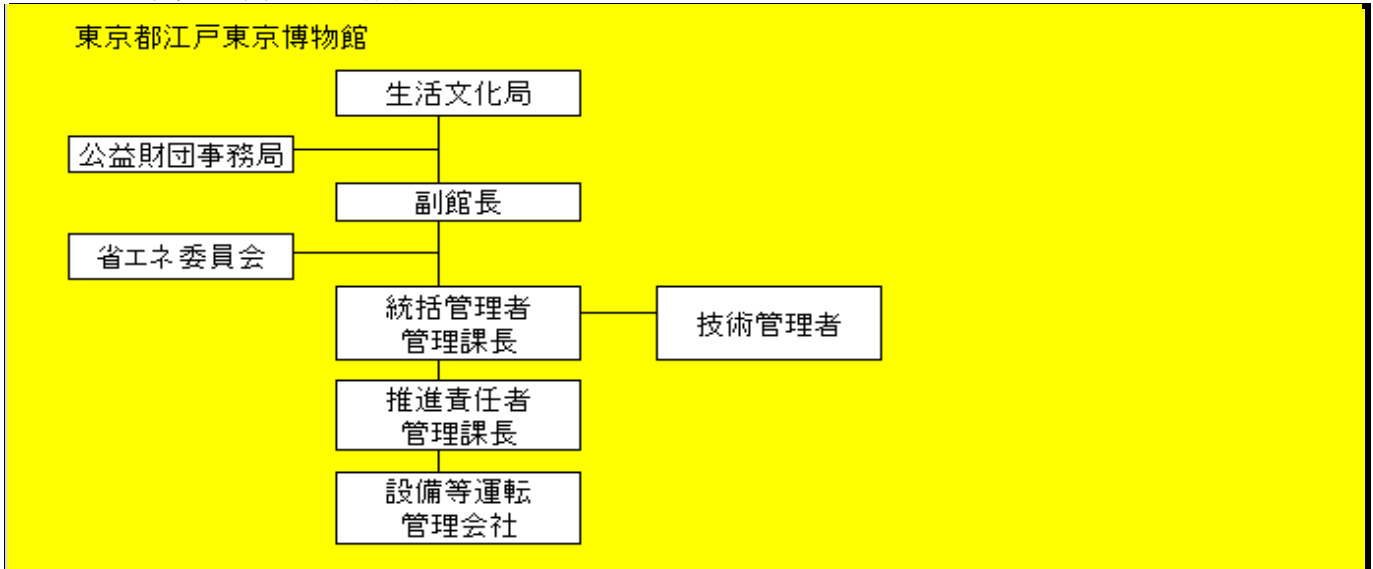 東京都江戸東京博物館
生活文化局
公益財団事務局
副館長
省エネ委員会
統括管理者
管理課長
技術管理者
推進責任者
管理課長
設備等運転
管理会社